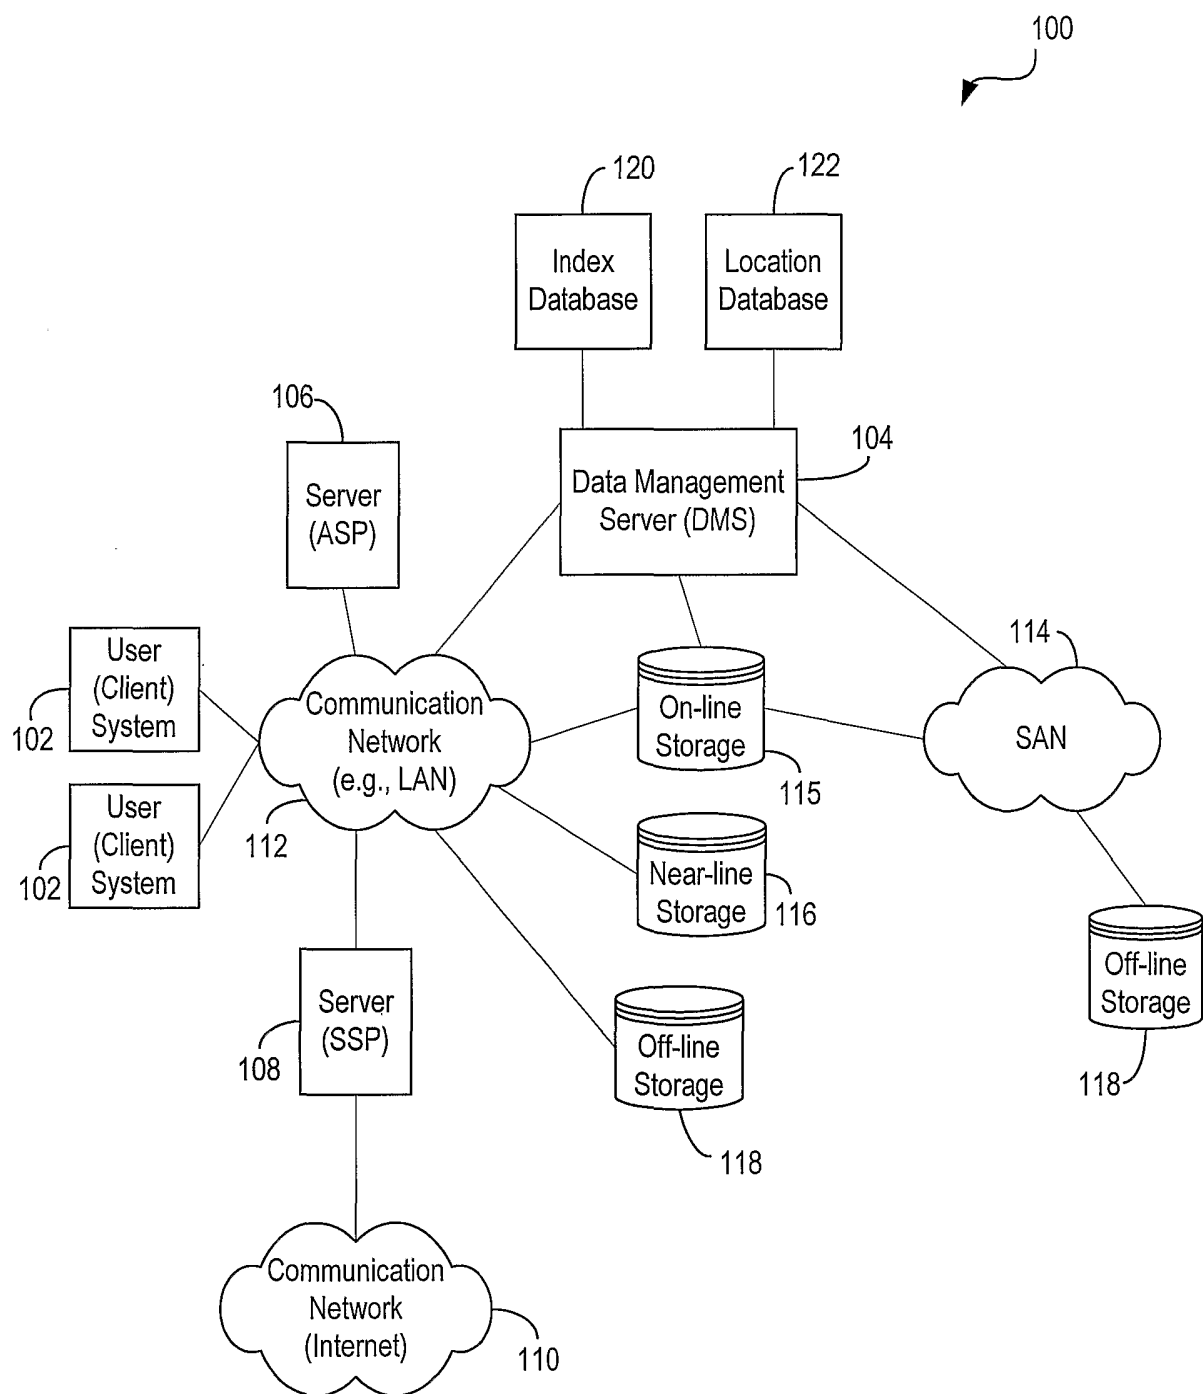 100
120
122
Index
Database
Location
Database
106
104
Server
(ASP)
Data Management
Server (DMS)
114
User
(Client)
System
102
Communication
Network
(e.g., LAN)
On-line
Storage
SAN
115
User
(Client)
System
102
112
Near-line
Storage
116
Server
(SSP)
108
Off-line
Storage
118
Off-line
Storage
118
Communication
Network
(Internet)
110